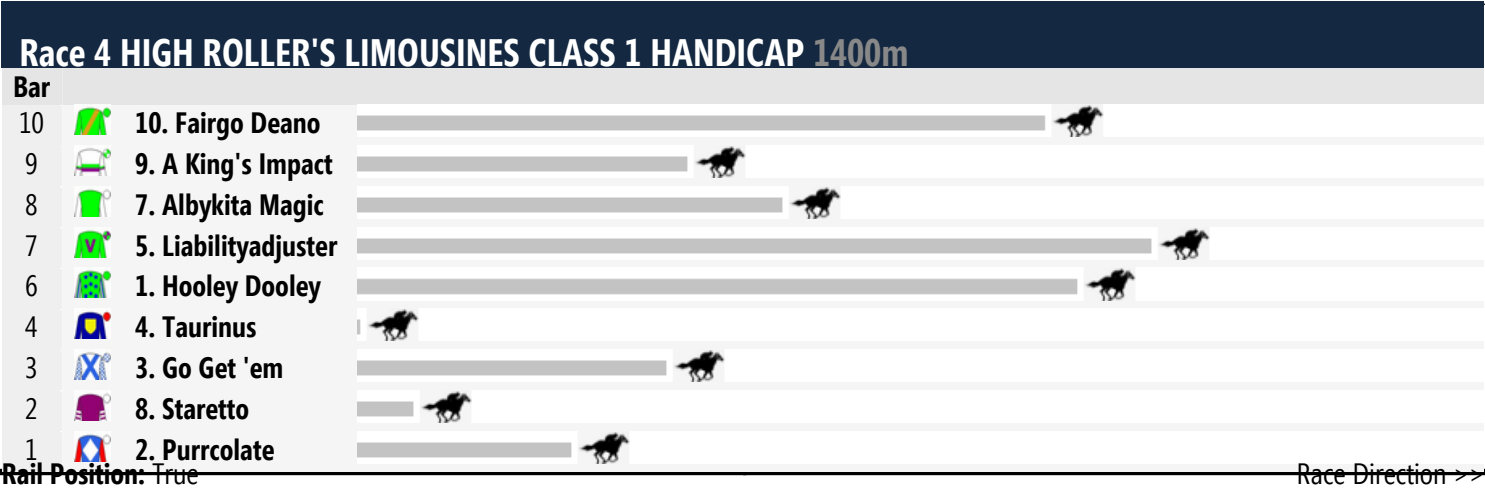 Race 4 HIGH ROLLER'S LIMOUSINES CLASS 1 HANDICAP 1400m
Bar
10 10. Fairgo Deano
9 9. A King's Impact
8 7. Albykita Magic
7 V 5. Liabilityadjuster
6 1. Hooley Dooley
4 4. Taurinus
3 3. Go Get 'em
2 8. Staretto
1 2. Purrcolate
Rail Position: True Race Direction >>